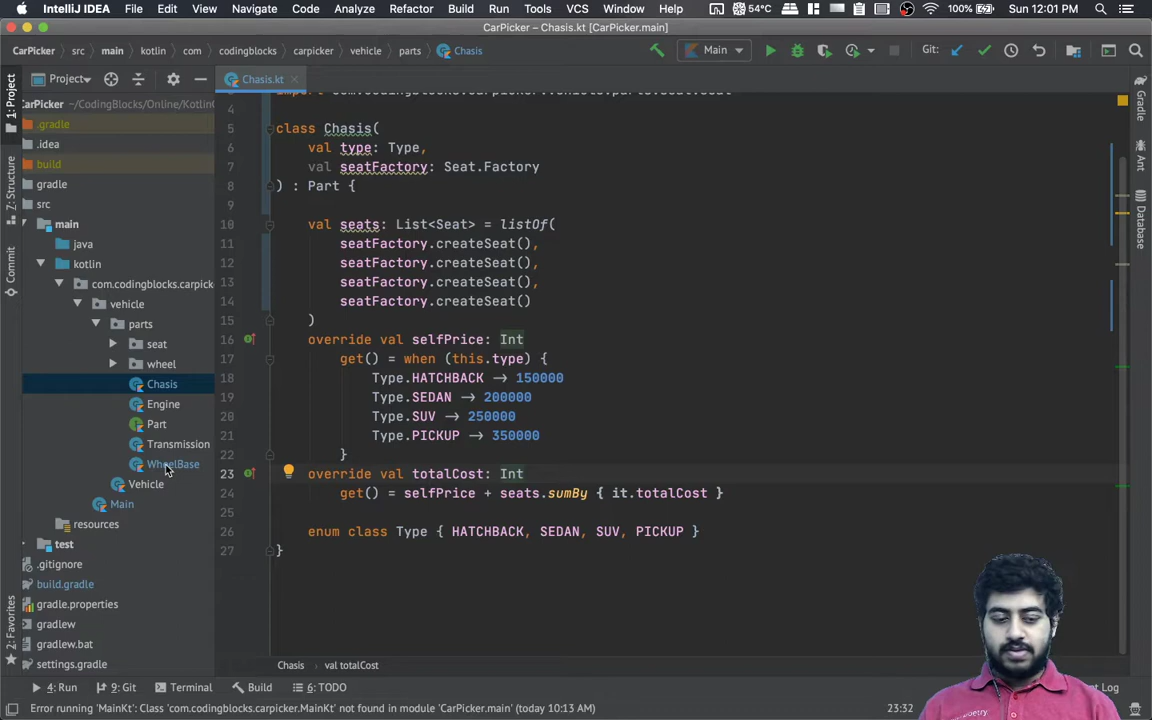 IntelliJ IDEA File Edit View Navigate Code Analyze Refactor Build Run Tools VCS Window Help 54°C 100% Sun 12:01 PM
CarPicker – Chasis.kt [CarPicker.main]
CarPicker src main kotlin com codingblocks carpicker vehicle parts Chasis Main Git:
1: Project Project Chasis.kt
CarPicker ~/CodingBlocks/Online/Kotlin
.gradle
.idea
build
gradle
src
main
java
kotlin
com.codingblocks.carpick
vehicle
parts
seat
wheel
Chasis
Engine
Part
Transmission
WheelBase
Vehicle
Main
resources
test
.gitignore
build.gradle
gradle.properties
gradlew
gradlew.bat
settings.gradle
Z: Structure
Commit
2: Favorites
4
5 class Chasis(
6 val type: Type,
7 val seatFactory: Seat.Factory
8 ) : Part {
9
10 val seats: List<Seat> = listOf(
11 seatFactory.createSeat(),
12 seatFactory.createSeat(),
13 seatFactory.createSeat(),
14 seatFactory.createSeat()
15 )
16 override val selfPrice: Int
17 get() = when (this.type) {
18 Type.HATCHBACK -> 150000
19 Type.SEDAN -> 200000
20 Type.SUV -> 250000
21 Type.PICKUP -> 350000
22 }
23 override val totalCost: Int
24 get() = selfPrice + seats.sumBy { it.totalCost }
25
26 enum class Type { HATCHBACK, SEDAN, SUV, PICKUP }
27 }
Gradle
Ant
Database
Chasis val totalCost
4: Run 9: Git Terminal Build 6: TODO Log
Error running 'MainKt': Class 'com.codingblocks.carpicker.MainKt' not found in module 'CarPicker.main' (today 10:13 AM) 23:32